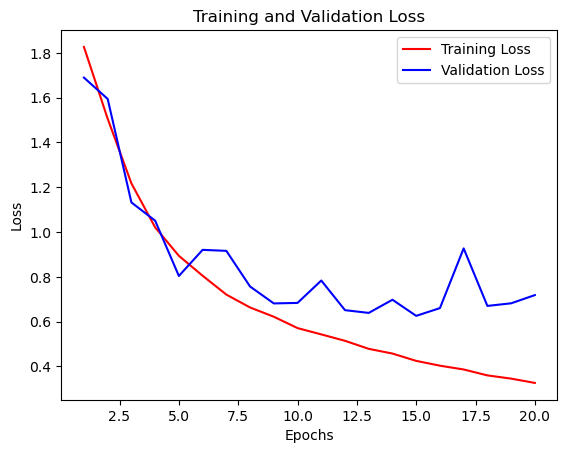 Training and Validation Loss
Training Loss
Validation Loss
1.8
1.6
1.4
1.2
1.0
0.8
0.6
0.4
Loss
2.5 5.0 7.5 10.0 12.5 15.0 17.5 20.0
Epochs